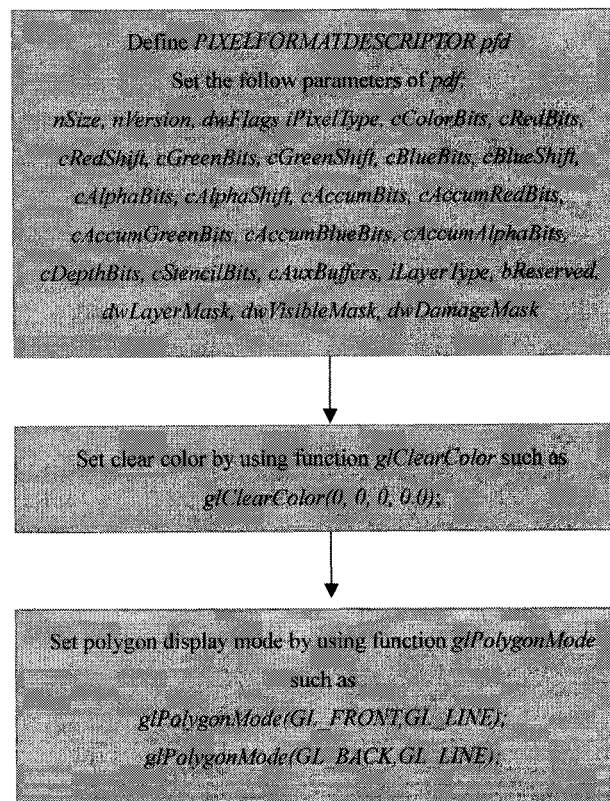 Define PIXELFORMATDESCRIPTOR pfd
Set the follow parameters of pdf:
nSize, nVersion, dwFlags iPixelType, cColorBits, cRedBits,
cRedShift, cGreenBits, cGreenShift, cBlueBits, cBlueShift,
cAlphaBits, cAlphaShift, cAccumBits, cAccumRedBits,
cAccumGreenBits, cAccumBlueBits, cAccumAlphaBits,
cDepthBits, cStencilBits, cAuxBuffers, iLayerType, bReserved,
dwLayerMask, dwVisibleMask, dwDamageMask
Set clear color by using function glClearColor such as
glClearColor(0, 0, 0, 0.0);
Set polygon display mode by using function glPolygonMode
such as
glPolygonMode(GL_FRONT,GL_LINE);
glPolygonMode(GL_BACK,GL_LINE);